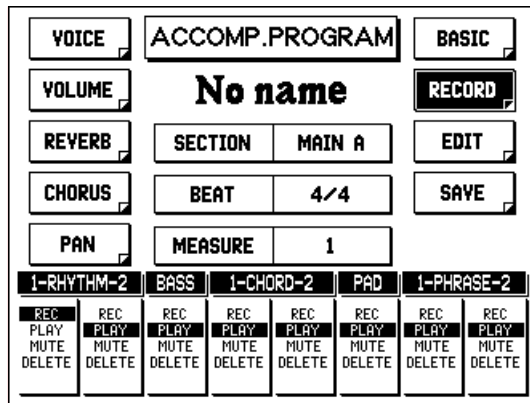 VOICE ACCOMP.PROGRAM BASIC
VOLUME No name RECORD
REVERB SECTION MAIN A EDIT
CHORUS BEAT 4/4 SAVE
PAN MEASURE 1
1-RHYTHM-2 BASS 1-CHORD-2 PAD 1-PHRASE-2
REC REC REC REC REC REC REC REC
PLAY PLAY PLAY PLAY PLAY PLAY PLAY PLAY
MUTE MUTE MUTE MUTE MUTE MUTE MUTE MUTE
DELETE DELETE DELETE DELETE DELETE DELETE DELETE DELETE